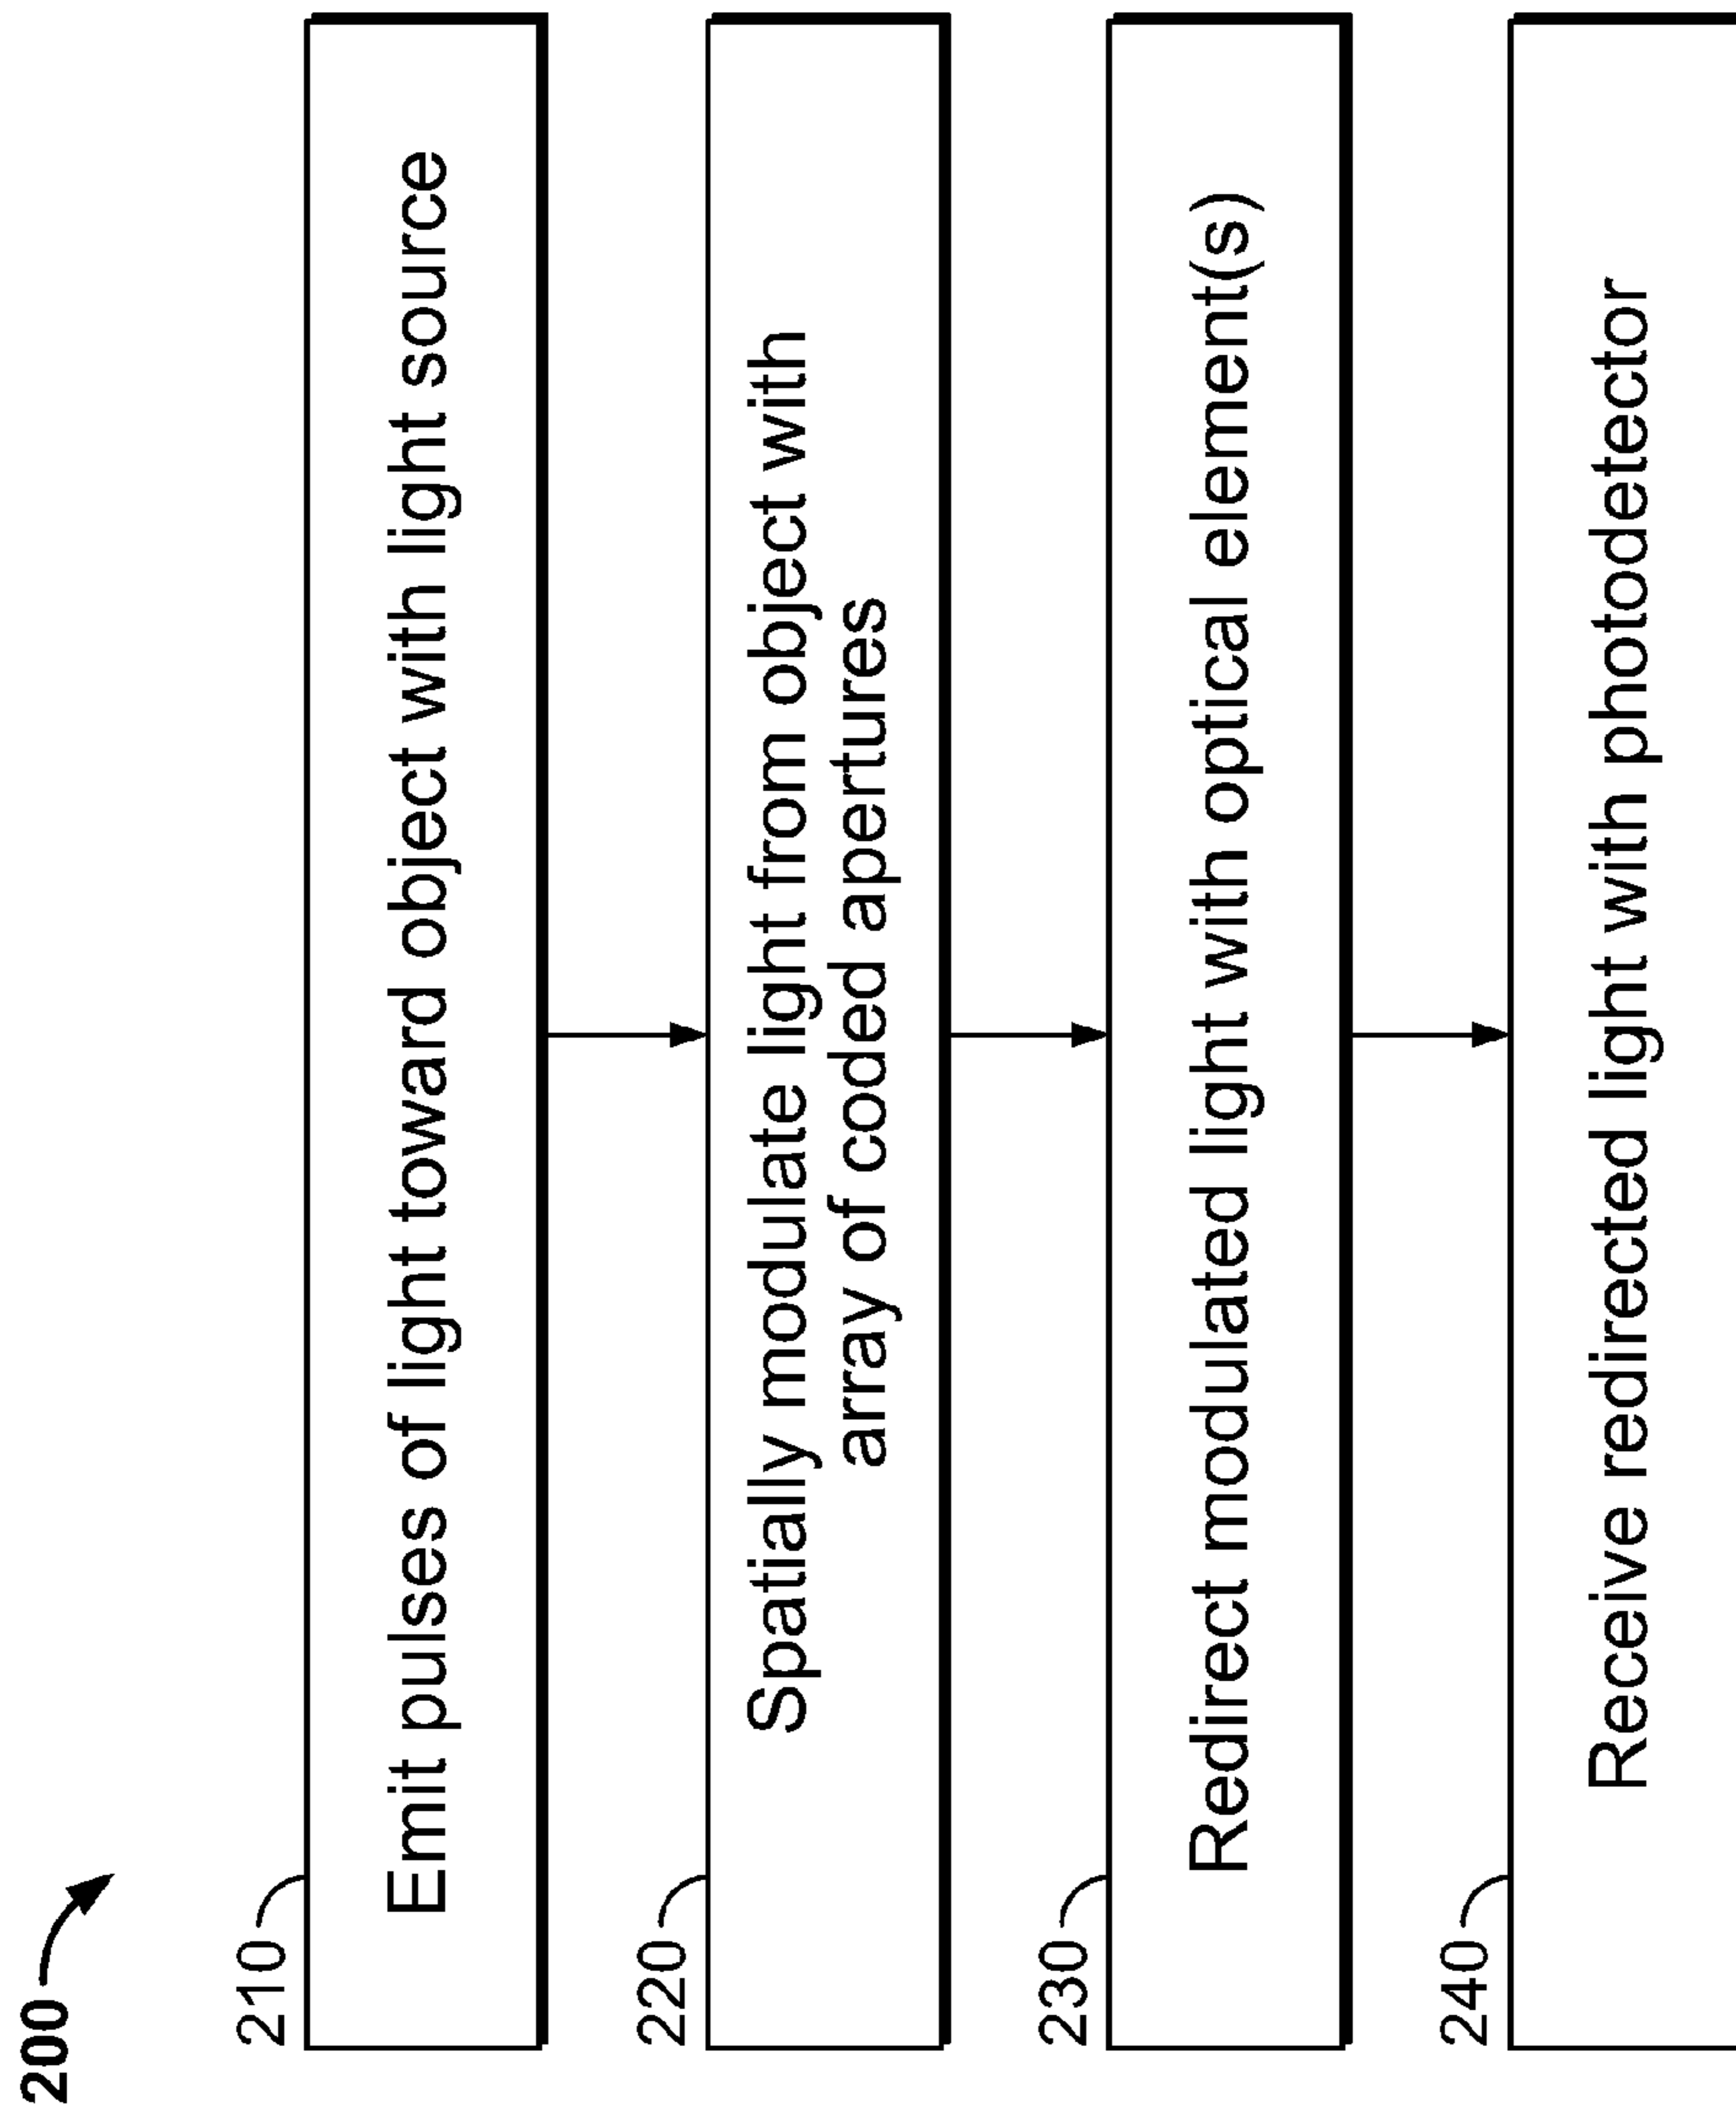 200
210
Emit pulses of light toward object with light source
220
Spatially modulate light from object with
array of coded apertures
230
Redirect modulated light with optical element(s)
240
Receive redirected light with photodetector